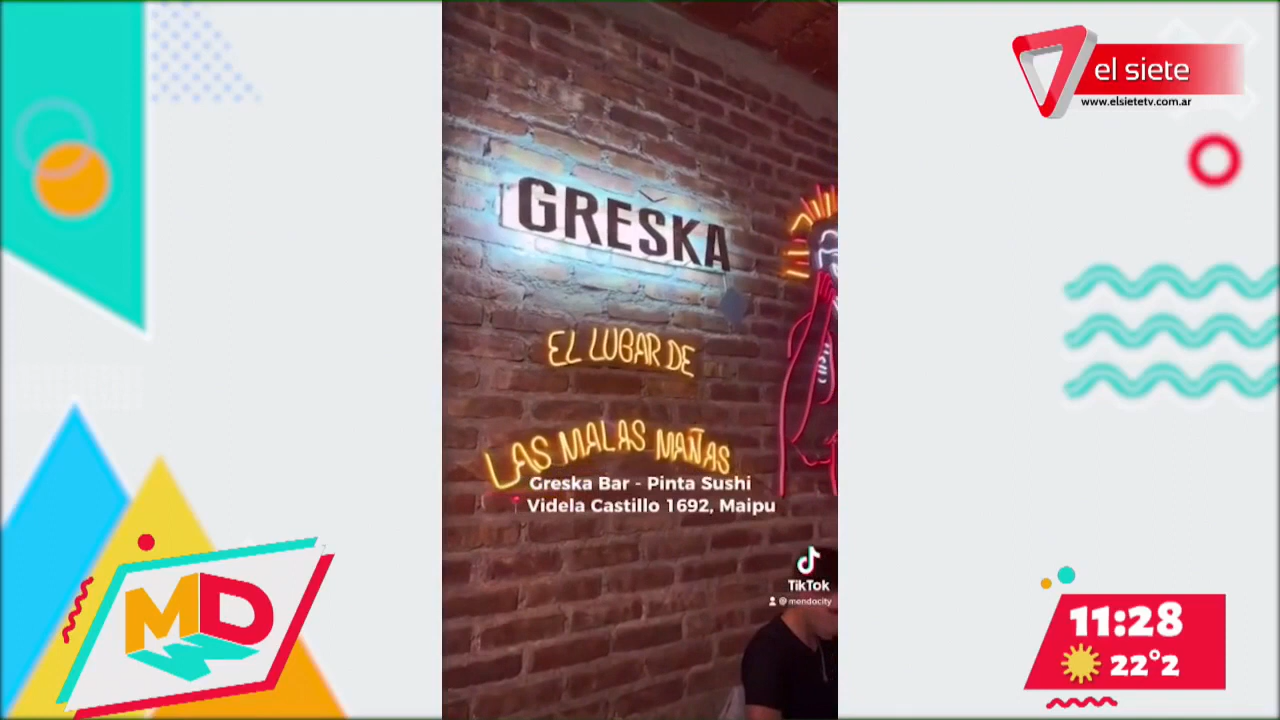 el siete
www.elsietetv.com.ar
GRESKA
EL LUGAR DE
LAS MALAS MAÑAS
Greska Bar - Pinta Sushi
Videla Castillo 1692, Maipu
TikTok
@mendocity
MD
11:28
22°2